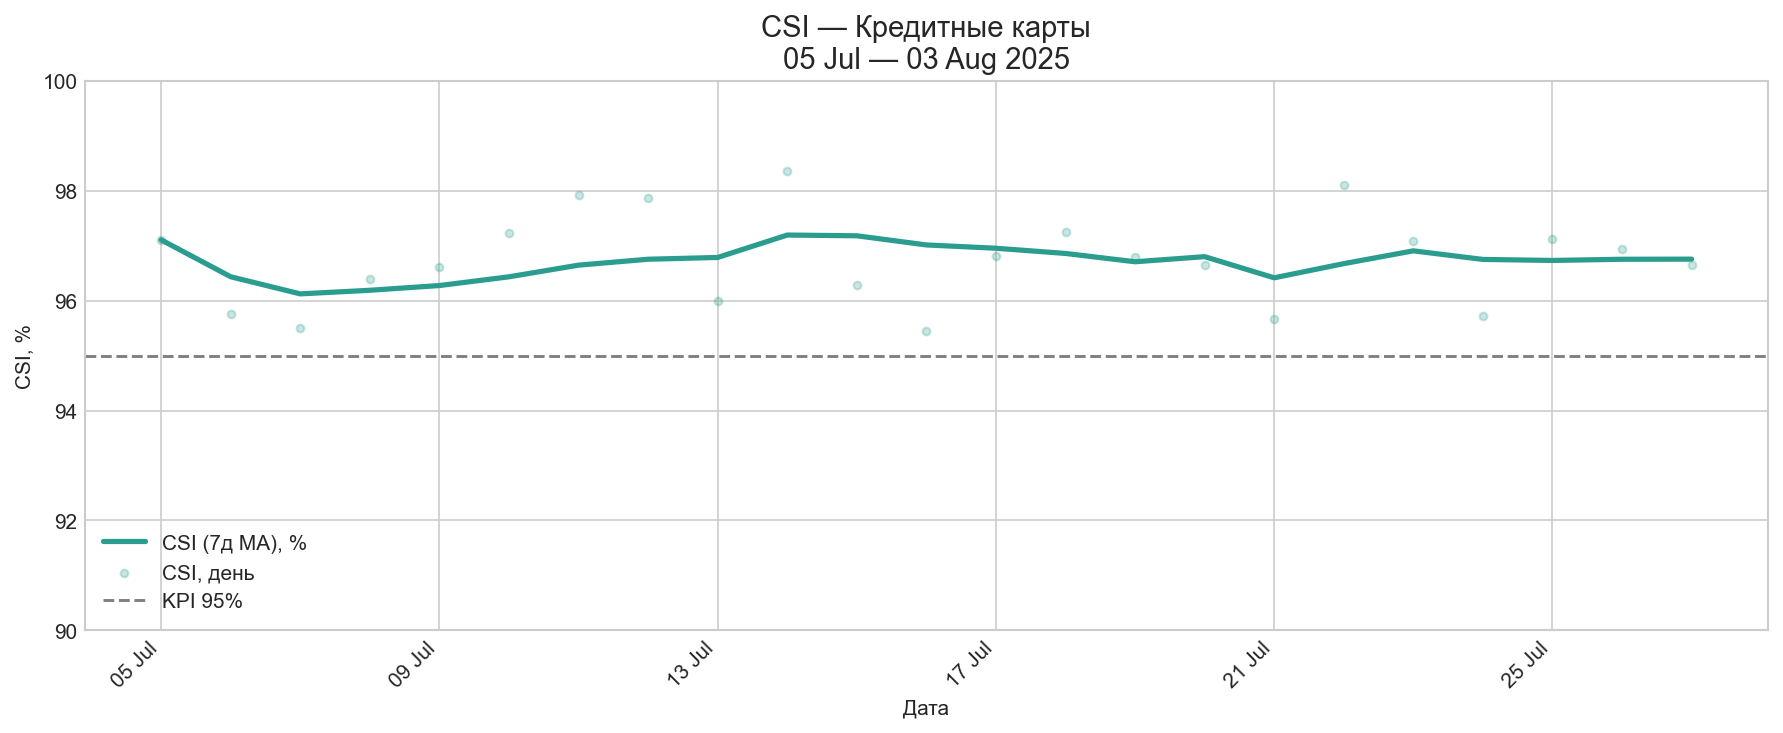 CSI — Кредитные карты
05 Jul — 03 Aug 2025
100
98
96
94
92
90
CSI, %
CSI (7д MA), %
CSI, день
KPI 95%
05 Jul
09 Jul
13 Jul
17 Jul
21 Jul
25 Jul
Дата